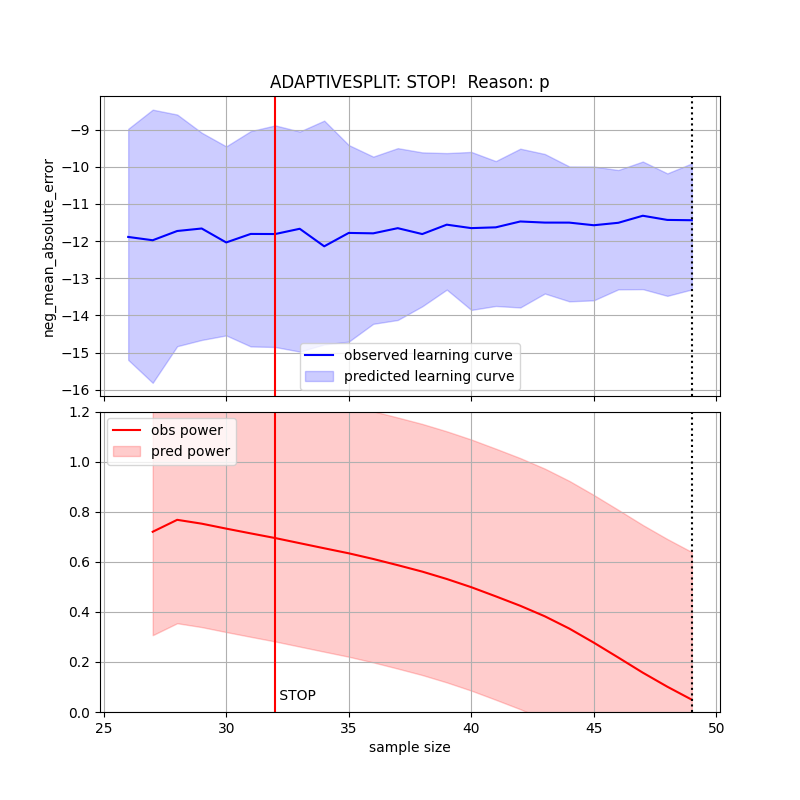 ADAPTIVESPLIT: STOP!  Reason: p
neg_mean_absolute_error
−9
−10
−11
−12
−13
−14
−15
−16
observed learning curve
predicted learning curve
1.2
1.0
0.8
0.6
0.4
0.2
0.0
obs power
pred power
STOP
25
30
35
40
45
50
sample size